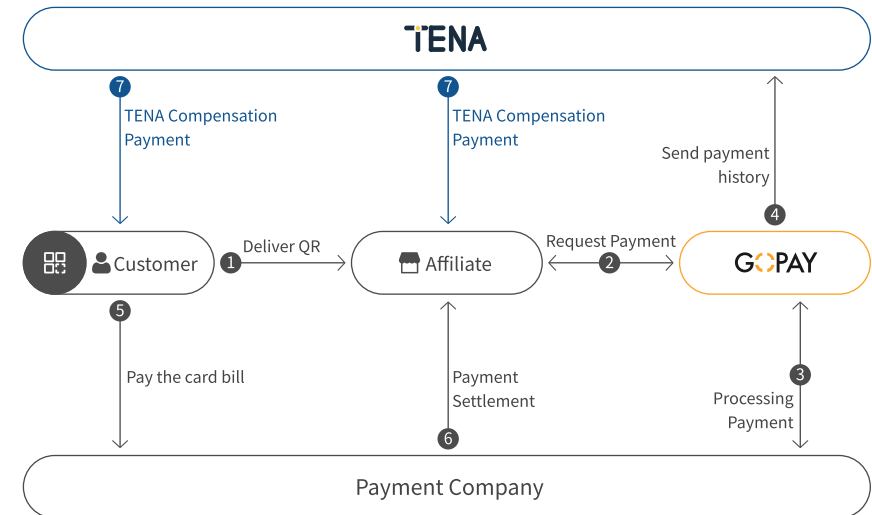 TENA
7
TENA Compensation
Payment
7
TENA Compensation
Payment
Send payment
history
4
Customer
1
Deliver QR
Affiliate
Request Payment
2
GOPAY
5
Pay the card bill
Payment
Settlement
6
3
Processing
Payment
Payment Company